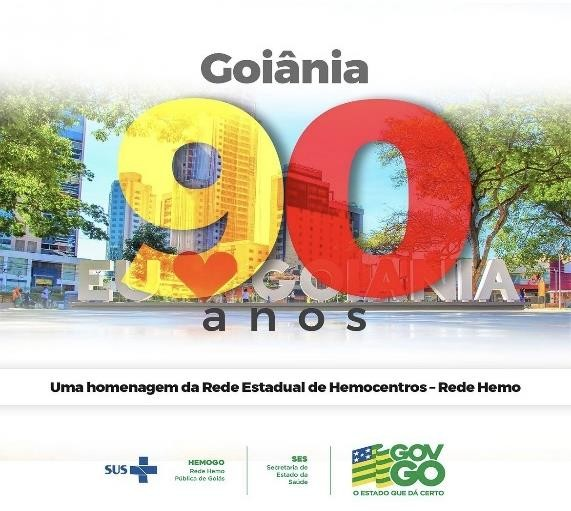 Goiânia
90
EU GOIÂNIA
anos
Uma homenagem da Rede Estadual de Hemocentros – Rede Hemo
SUS
HEMOGO
Rede Hemo
Pública de Goiás
SES
Secretaria de
Estado da
Saúde
GOV
GO
O ESTADO QUE DÁ CERTO